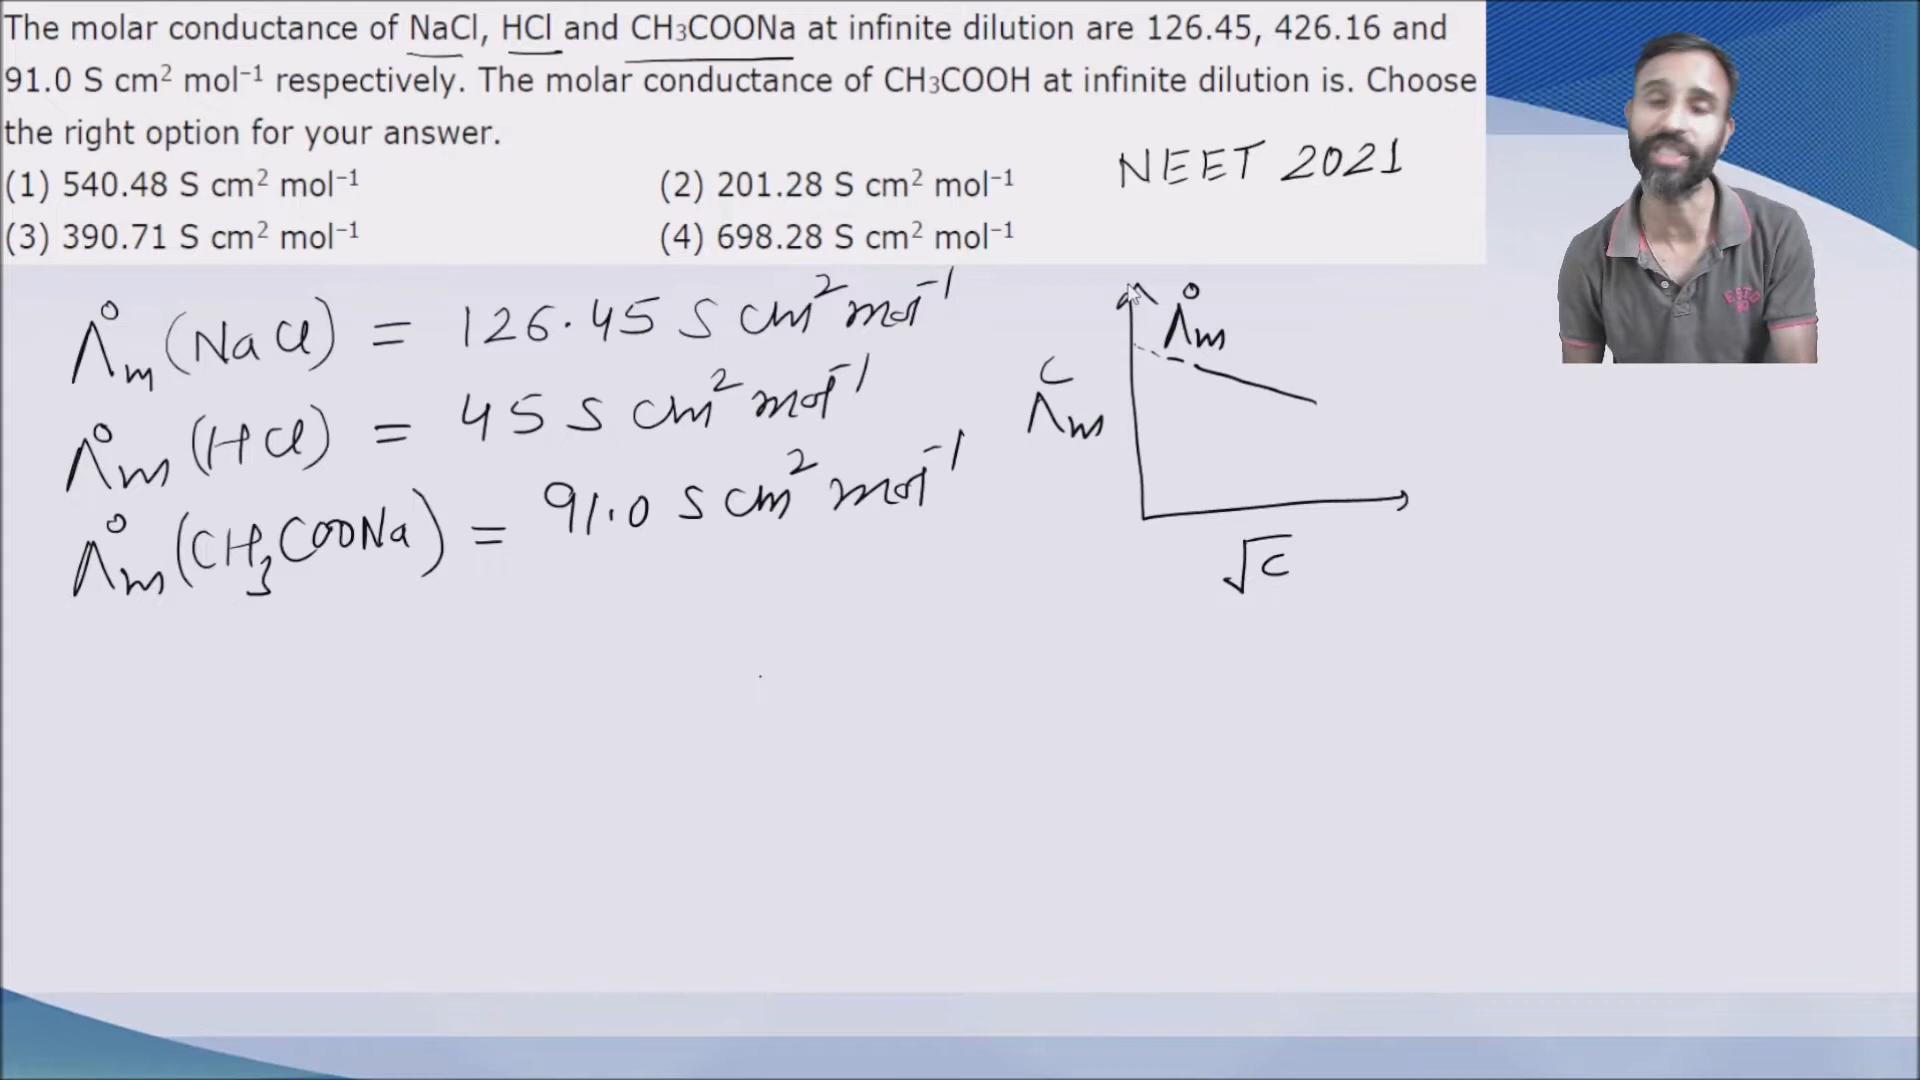 The molar conductance of NaCl, HCl and CH₃COONa at infinite dilution are 126.45, 426.16 and
91.0 S cm² mol⁻¹ respectively. The molar conductance of CH₃COOH at infinite dilution is. Choose
the right option for your answer.
(1) 540.48 S cm² mol⁻¹ (2) 201.28 S cm² mol⁻¹
(3) 390.71 S cm² mol⁻¹ (4) 698.28 S cm² mol⁻¹
NEET 2021
Λ°m (NaCl) = 126.45 S cm² mol⁻¹
Λ°m (HCl) = 45 S cm² mol⁻¹
Λ°m (CH₃COONa) = 91.0 S cm² mol⁻¹
Λ°m
Λᶜm
√c